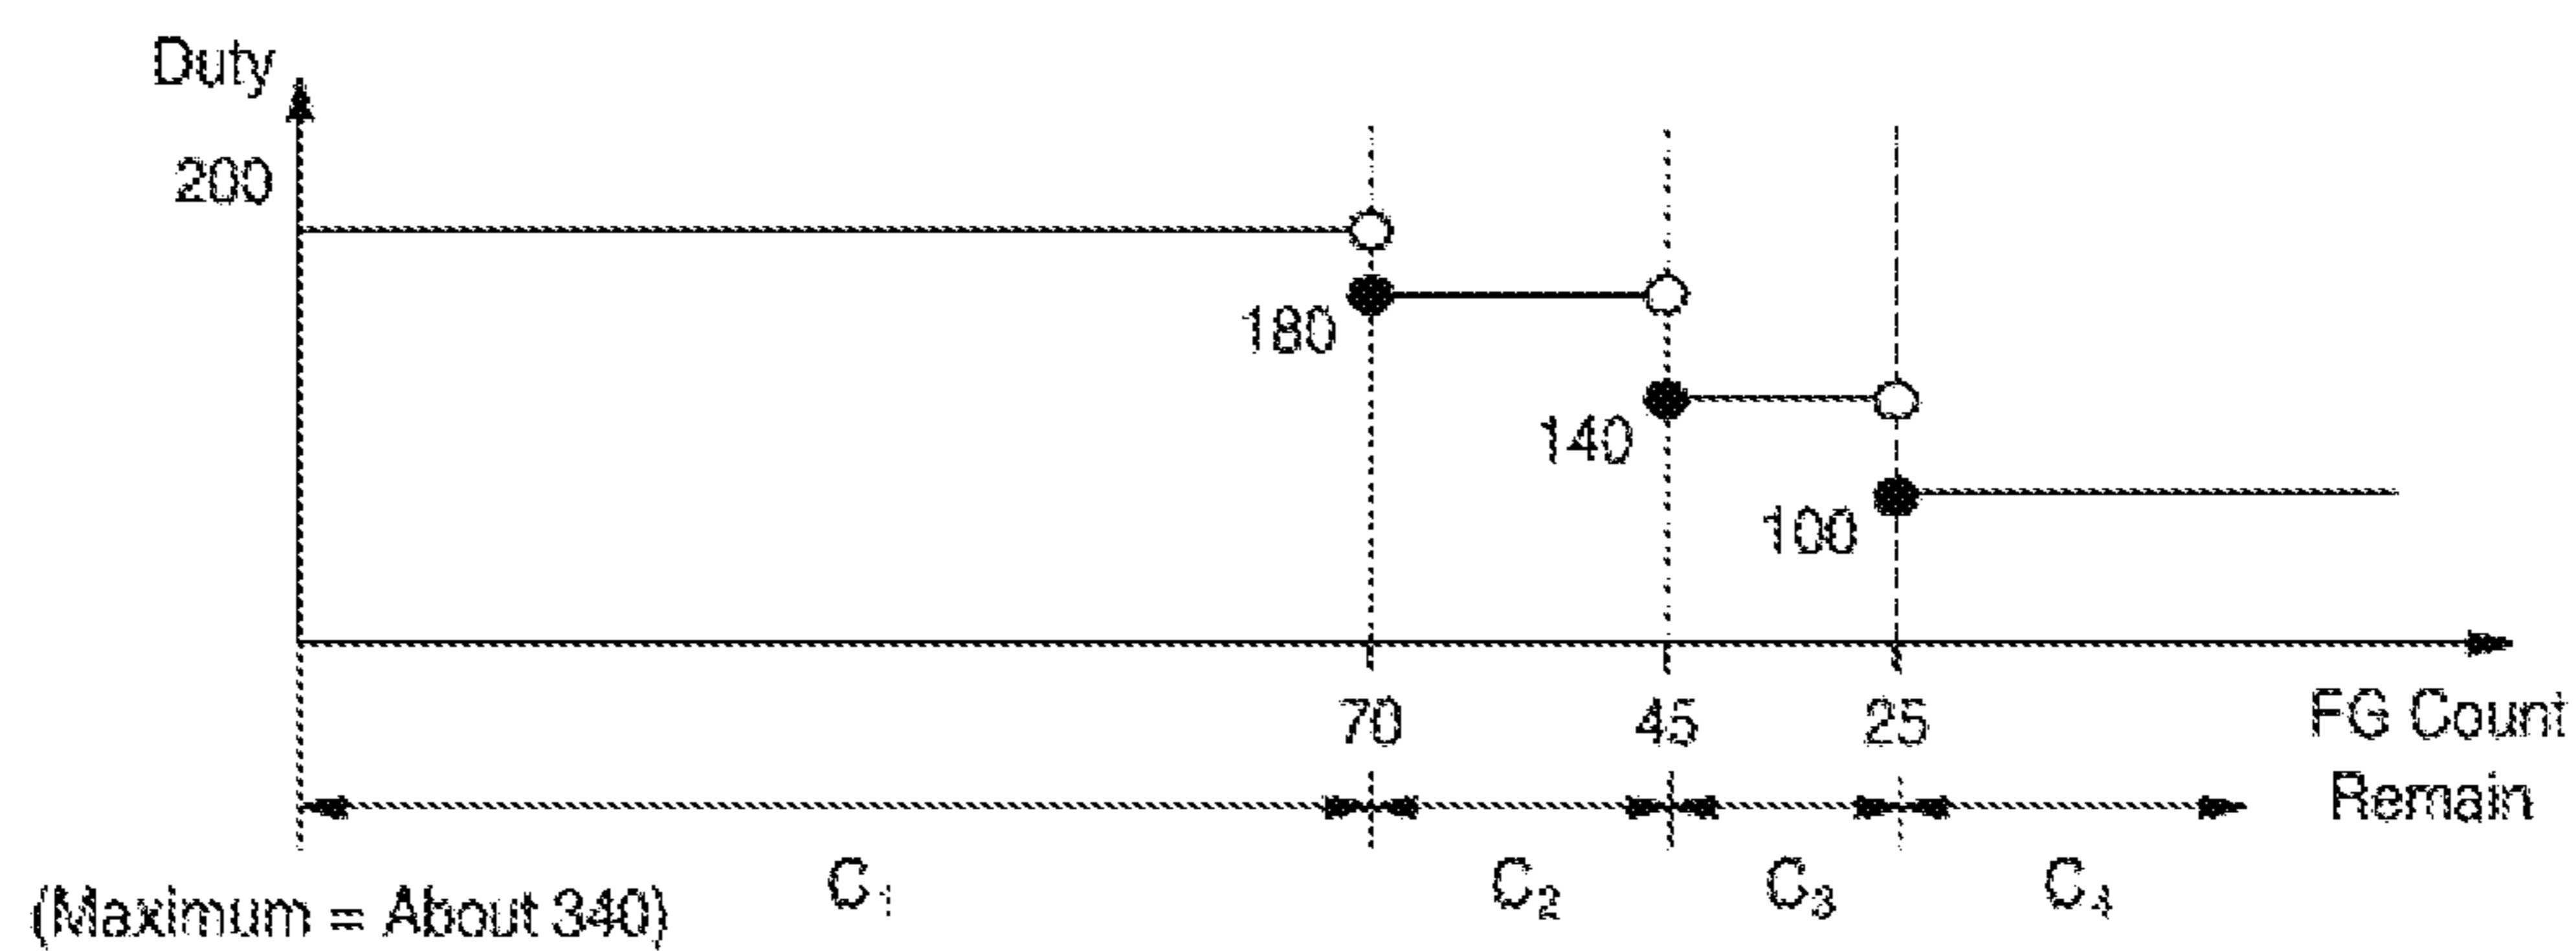 Duty
200
180
140
100
70 45 25
FG Count
Remain
C₁ C₂ C₃ C₄
(Maximum = About 340)